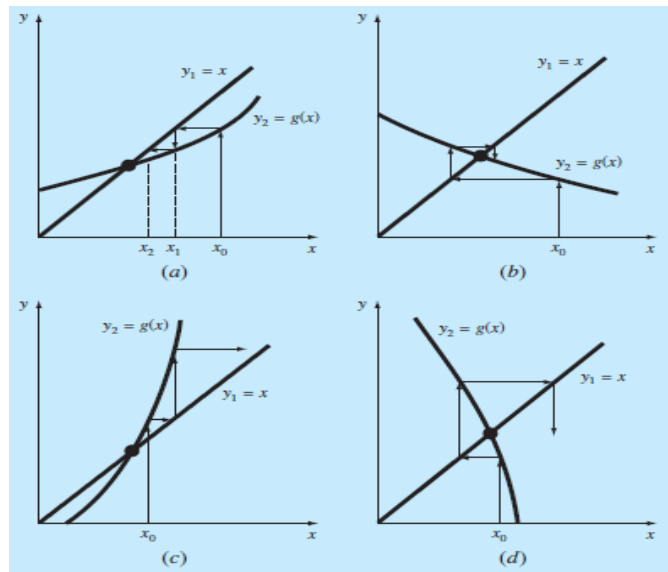 y
y
y₁ = x
y₁ = x
y₂ = g(x)
y₂ = g(x)
x₂ x₁ x₀ x
x₀ x
(a)
(b)
y
y
y₂ = g(x)
y₂ = g(x)
y₁ = x
y₁ = x
x₀ x
x₀ x
(c)
(d)